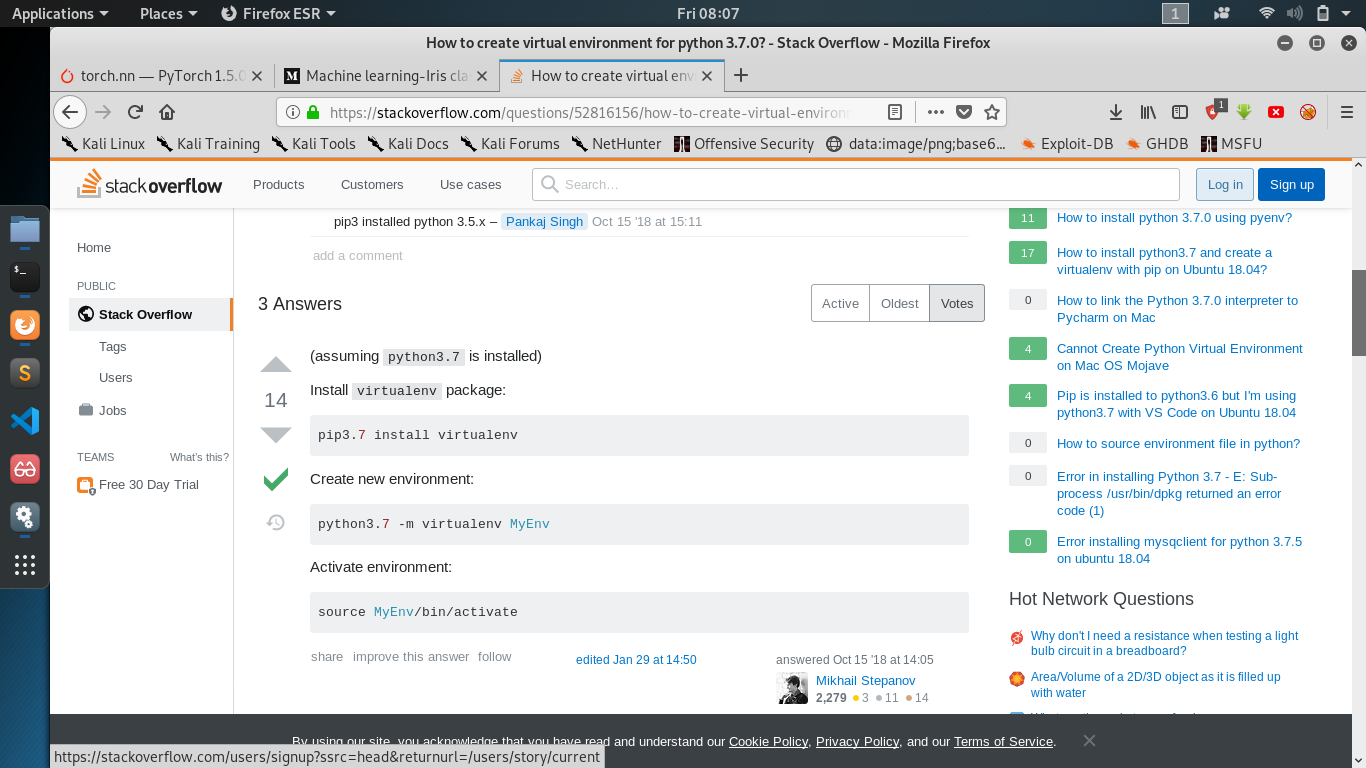 Applications Places Firefox ESR Fri 08:07 1
How to create virtual environment for python 3.7.0? - Stack Overflow - Mozilla Firefox
torch.nn — PyTorch 1.5.0 Machine learning-Iris cla How to create virtual env
https://stackoverflow.com/questions/52816156/how-to-create-virtual-environm 1
Kali Linux Kali Training Kali Tools Kali Docs Kali Forums NetHunter Offensive Security data:image/png;base6... Exploit-DB GHDB MSFU
stackoverflow Products Customers Use cases Search… Log in Sign up
Home
PUBLIC
Stack Overflow
Tags
Users
Jobs
TEAMS What's this?
Free 30 Day Trial
pip3 installed python 3.5.x – Pankaj Singh Oct 15 '18 at 15:11
add a comment
3 Answers Active Oldest Votes
14
(assuming python3.7 is installed)
Install virtualenv package:
pip3.7 install virtualenv
Create new environment:
python3.7 -m virtualenv MyEnv
Activate environment:
source MyEnv/bin/activate
share improve this answer follow edited Jan 29 at 14:50 answered Oct 15 '18 at 14:05
Mikhail Stepanov
2,279 3 11 14
11 How to install python 3.7.0 using pyenv?
17 How to install python3.7 and create a
virtualenv with pip on Ubuntu 18.04?
0 How to link the Python 3.7.0 interpreter to
Pycharm on Mac
4 Cannot Create Python Virtual Environment
on Mac OS Mojave
4 Pip is installed to python3.6 but I'm using
python3.7 with VS Code on Ubuntu 18.04
0 How to source environment file in python?
0 Error in installing Python 3.7 - E: Sub-
process /usr/bin/dpkg returned an error
code (1)
0 Error installing mysqlclient for python 3.7.5
on ubuntu 18.04
Hot Network Questions
Why don't I need a resistance when testing a light
bulb circuit in a breadboard?
Area/Volume of a 2D/3D object as it is filled up
with water
By using our site, you acknowledge that you have read and understand our Cookie Policy, Privacy Policy, and our Terms of Service.
https://stackoverflow.com/users/signup?ssrc=head&returnurl=/users/story/current